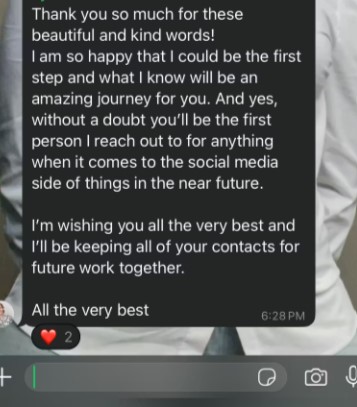 Thank you so much for these
beautiful and kind words!
I am so happy that I could be the first
step and what I know will be an
amazing journey for you. And yes,
without a doubt you’ll be the first
person I reach out to for anything
when it comes to the social media
side of things in the near future.
I’m wishing you all the very best and
I’ll be keeping all of your contacts for
future work together.
All the very best
6:28 PM
2